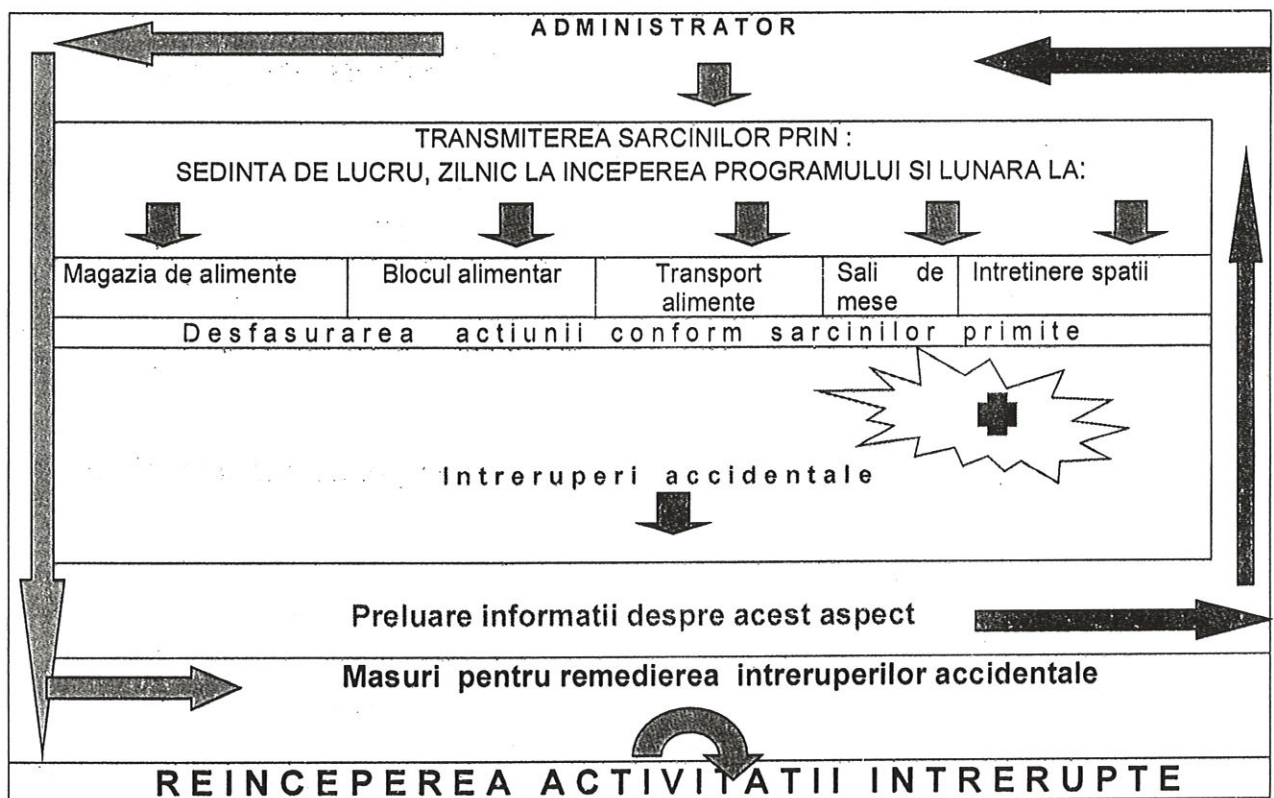 ADMINISTRATOR
TRANSMITEREA SARCINILOR PRIN :
SEDINTA DE LUCRU, ZILNIC LA INCEPEREA PROGRAMULUI SI LUNARA LA:
Magazia de alimente
Blocul alimentar
Transport
alimente
Sali de
mese
Intretinere spatii
Desfasurarea actiunii conform sarcinilor primite
Intreruperi accidentale
Preluare informatii despre acest aspect
Masuri pentru remedierea intreruperilor accidentale
REINCEPEREA ACTIVITATII INTRERUPTE